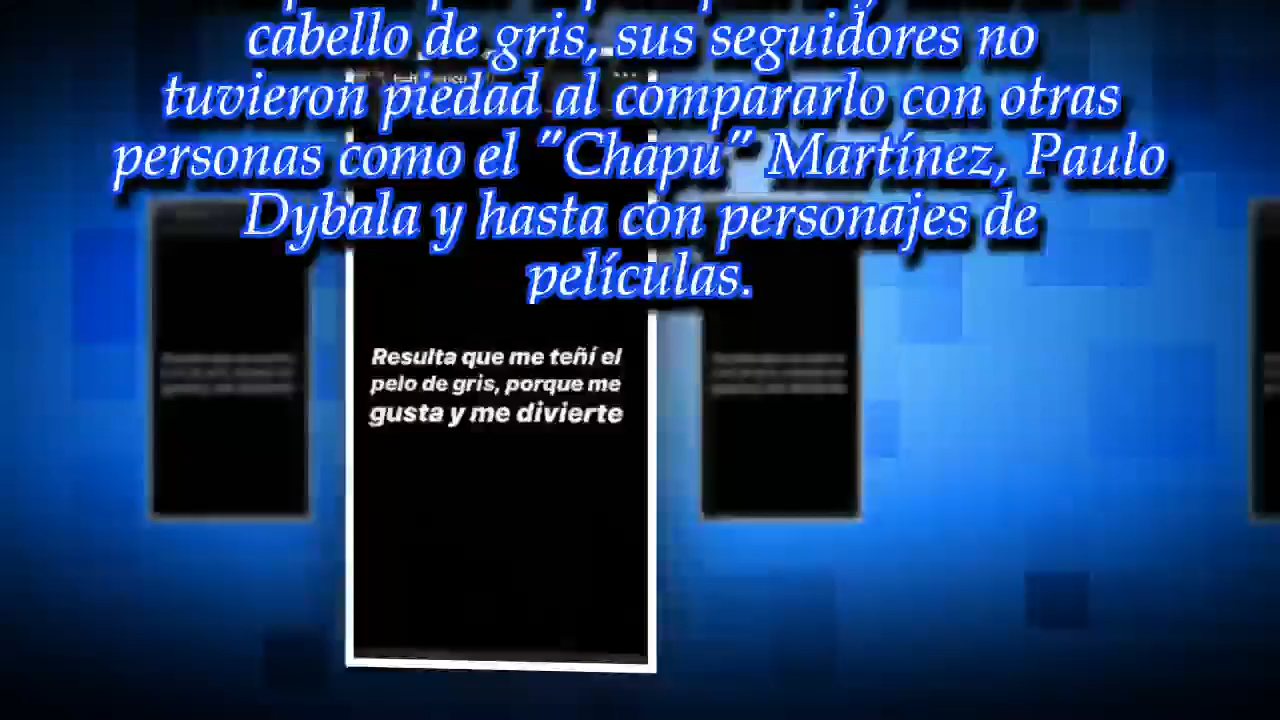 cabello de gris, sus seguidores no
tuvieron piedad al compararlo con otras
personas como el "Chapu" Martínez, Paulo
Dybala y hasta con personajes de
películas.
Resulta que me teñí el
pelo de gris, porque me
gusta y me divierte